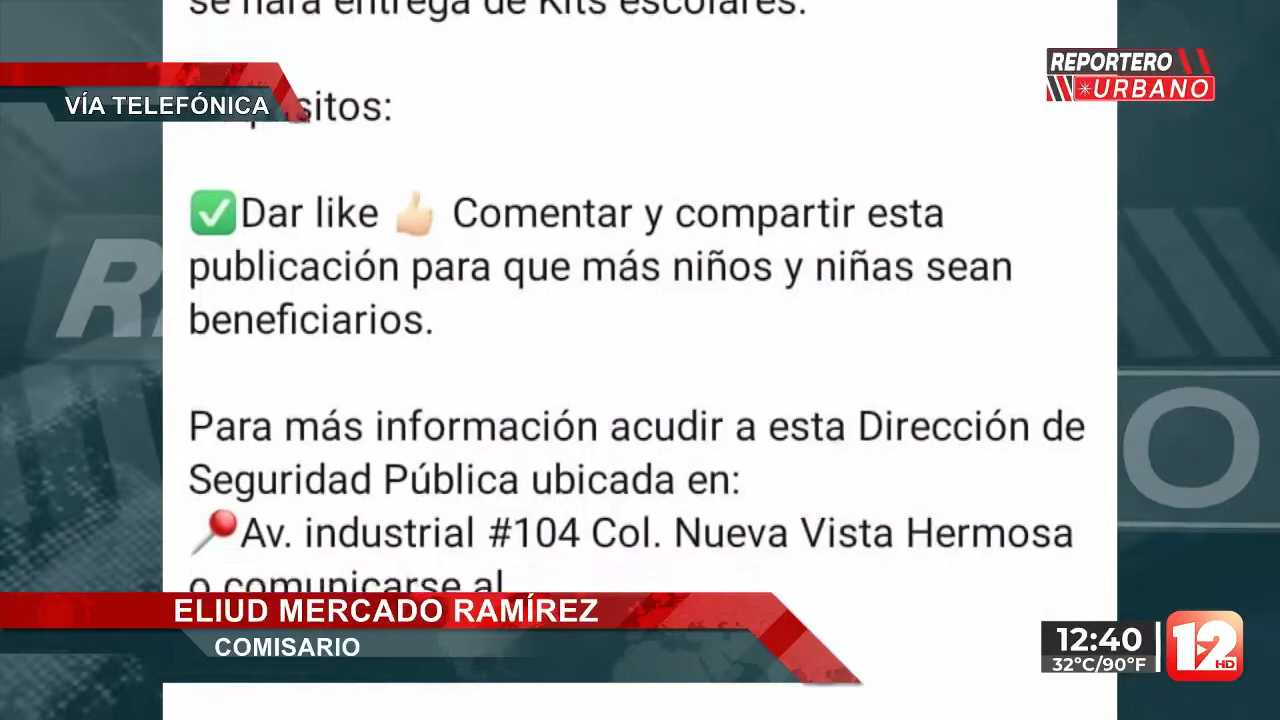 se hará entrega de Kits escolares.
REPORTERO
URBANO
VÍA TELEFÓNICA
sitos:
✅Dar like 👍🏻 Comentar y compartir esta
publicación para que más niños y niñas sean
beneficiarios.
Para más información acudir a esta Dirección de
Seguridad Pública ubicada en:
📍Av. industrial #104 Col. Nueva Vista Hermosa
o comunicarse al
ELIUD MERCADO RAMÍREZ
COMISARIO
12:40
32°C/90°F
12
HD